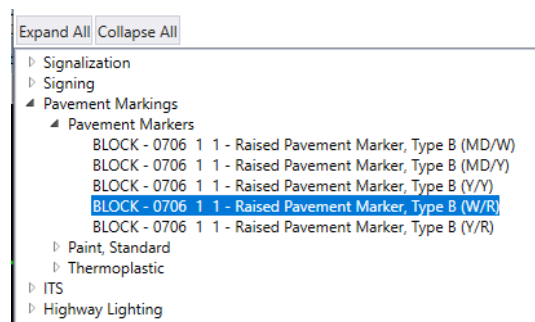 Expand All Collapse All
Signalization
Signing
Pavement Markings
Pavement Markers
BLOCK - 0706 1 1 - Raised Pavement Marker, Type B (MD/W)
BLOCK - 0706 1 1 - Raised Pavement Marker, Type B (MD/Y)
BLOCK - 0706 1 1 - Raised Pavement Marker, Type B (Y/Y)
BLOCK - 0706 1 1 - Raised Pavement Marker, Type B (W/R)
BLOCK - 0706 1 1 - Raised Pavement Marker, Type B (Y/R)
Paint, Standard
Thermoplastic
ITS
Highway Lighting